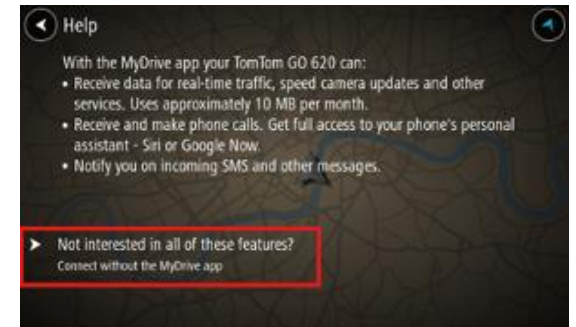 Help
With the MyDrive app your TomTom GO 620 can:
• Receive data for real-time traffic, speed camera updates and other
services. Uses approximately 10 MB per month.
• Receive and make phone calls. Get full access to your phone's personal
assistant - Siri or Google Now.
• Notify you on incoming SMS and other messages.
Not interested in all of these features?
Connect without the MyDrive app